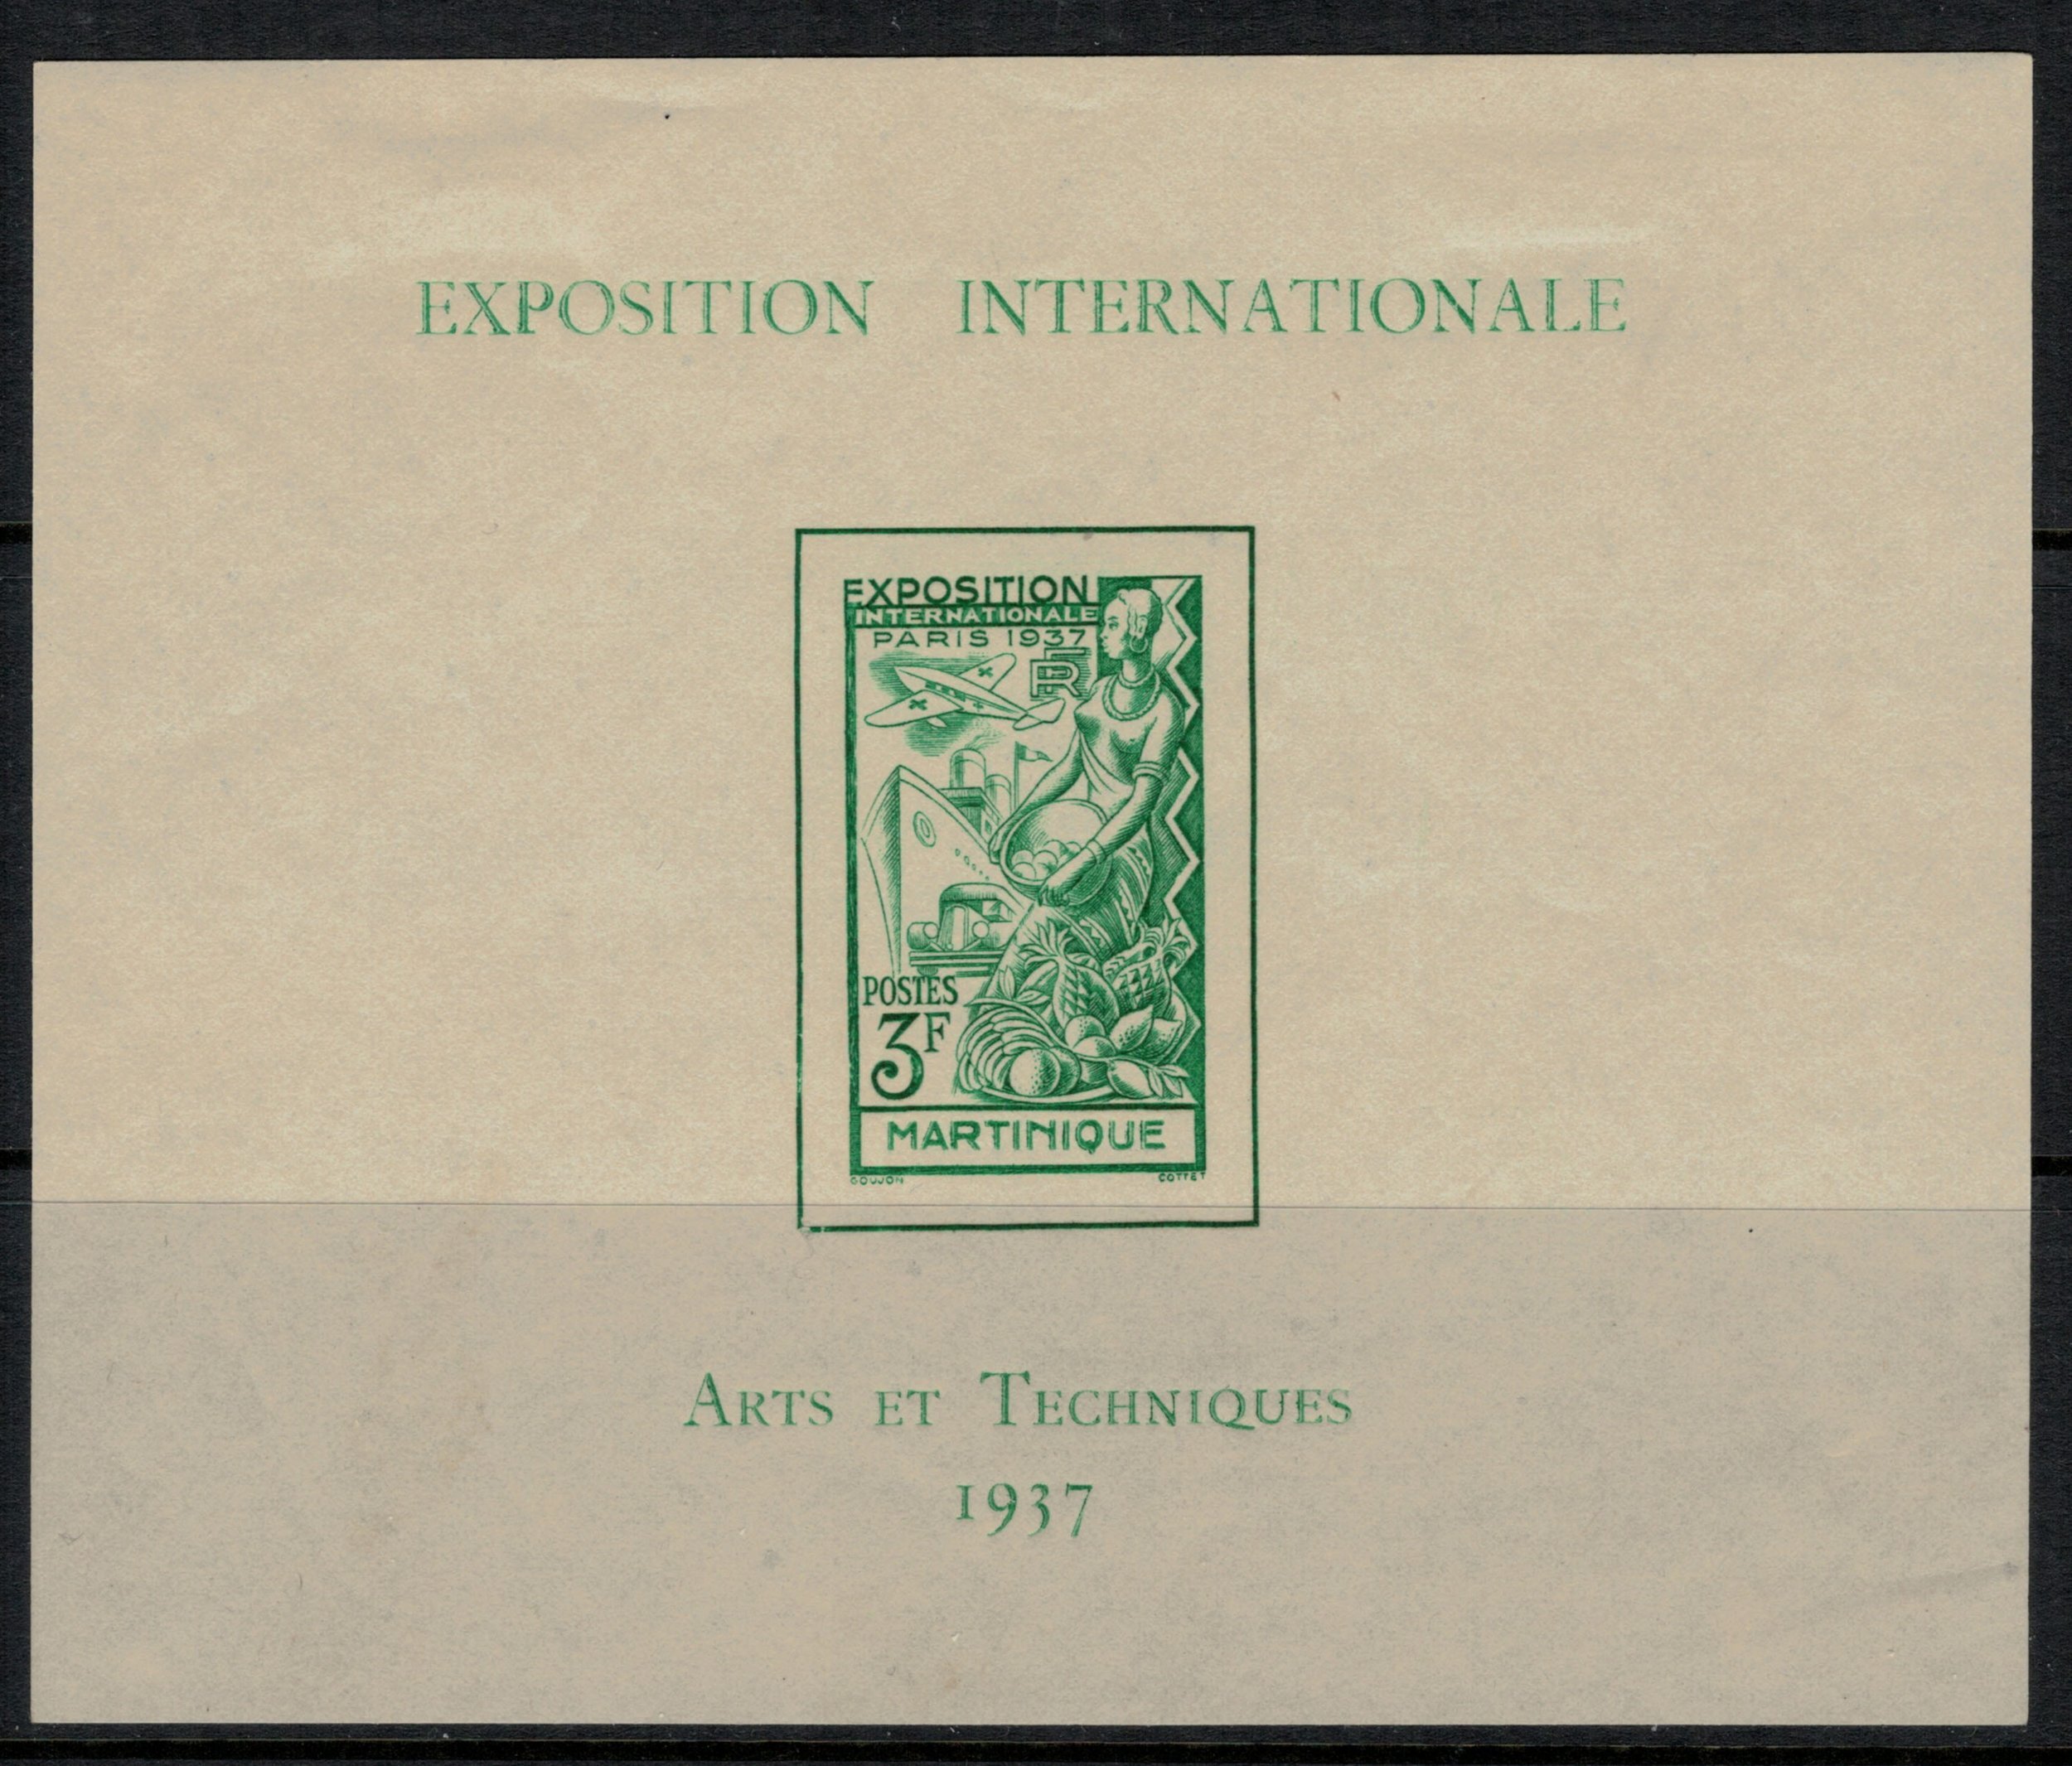 EXPOSITION INTERNATIONALE
EXPOSITION
INTERNATIONALE
PARIS 1937
RF
POSTES
3F
MARTINIQUE
GOUJON COTTET
ARTS ET TECHNIQUES
1937